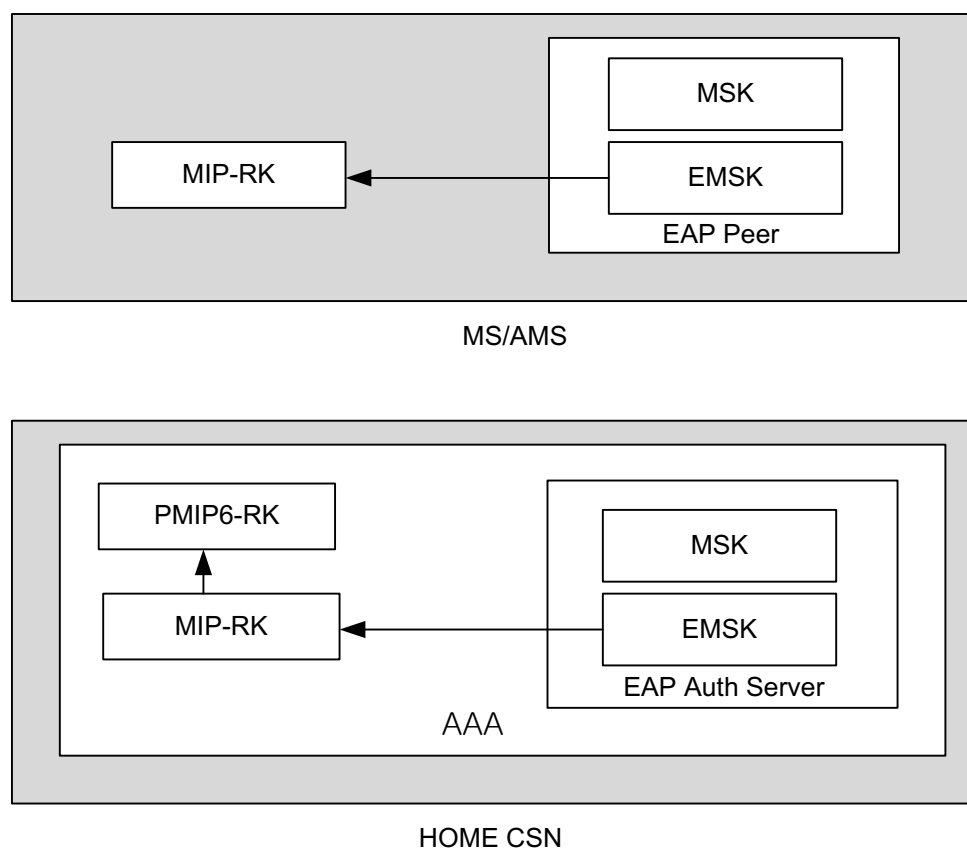 MSK
MIP-RK
EMSK
EAP Peer
MS/AMS
PMIP6-RK
MSK
MIP-RK
EMSK
EAP Auth Server
AAA
HOME CSN